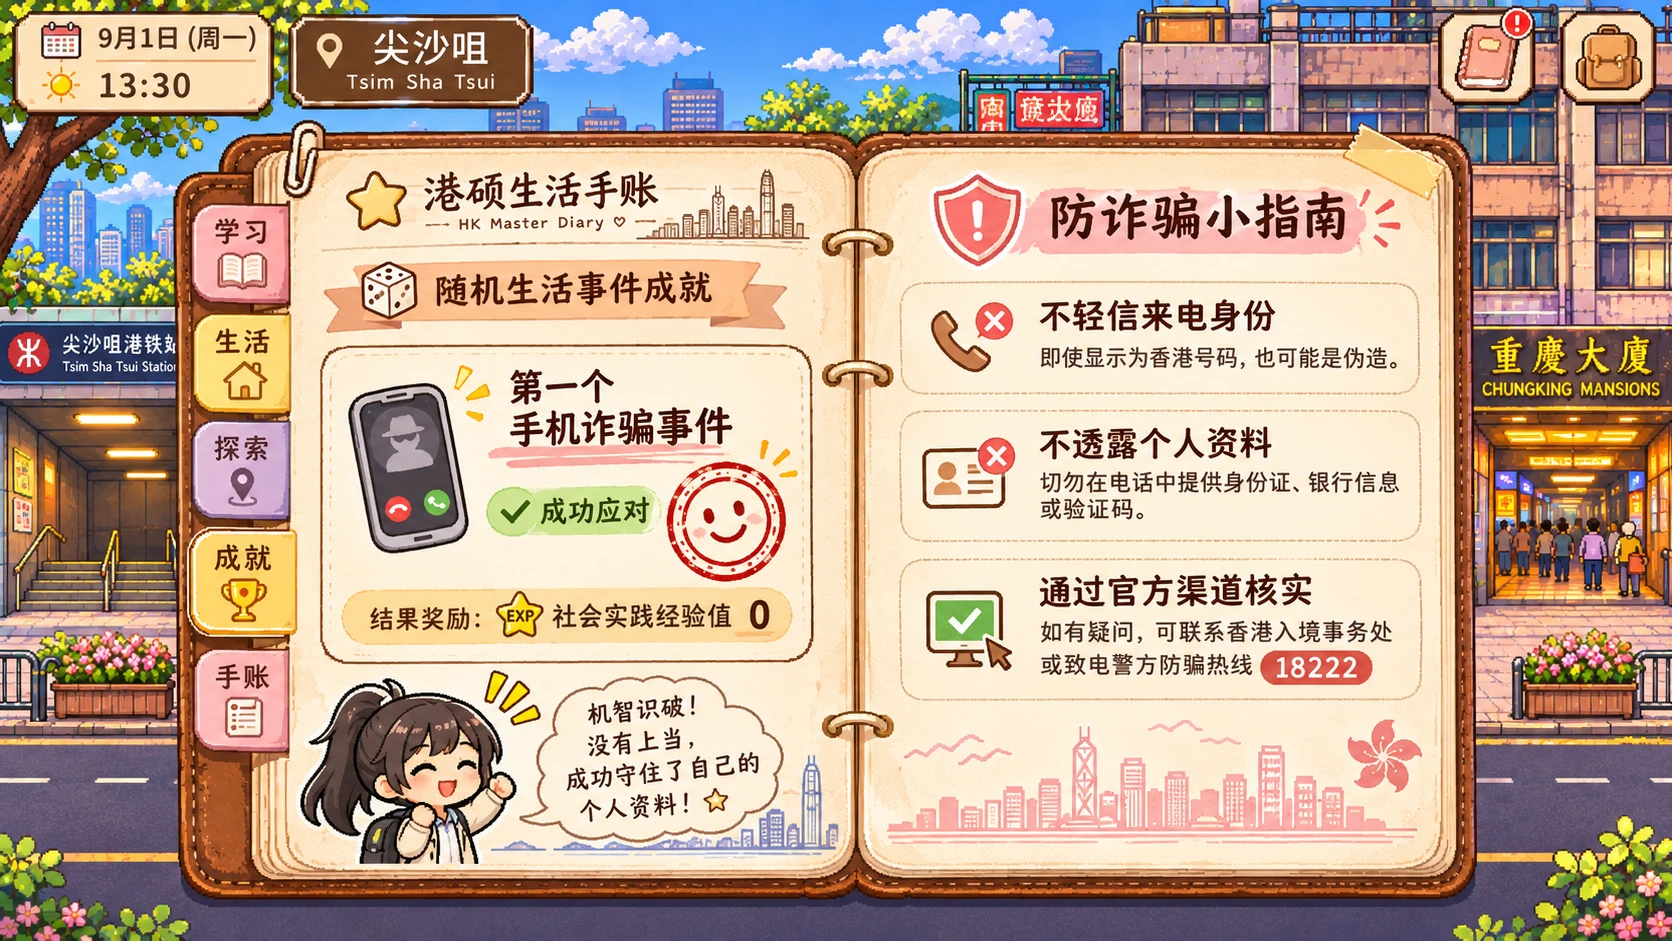 9月1日 (周一)
13:30
尖沙咀
Tsim Sha Tsui
尖沙咀港铁站
Tsim Sha Tsui Station
重慶大廈
CHUNGKING MANSIONS
学习
生活
探索
成就
手账
港硕生活手账
HK Master Diary ♡
随机生活事件成就
第一个
手机诈骗事件
成功应对
结果奖励: EXP 社会实践经验值 0
机智识破!
没有上当,
成功守住了自己的
个人资料!
防诈骗小指南
不轻信来电身份
即使显示为香港号码, 也可能是伪造。
不透露个人资料
切勿在电话中提供身份证、银行信息
或验证码。
通过官方渠道核实
如有疑问, 可联系香港入境事务处
或致电警方防骗热线 18222